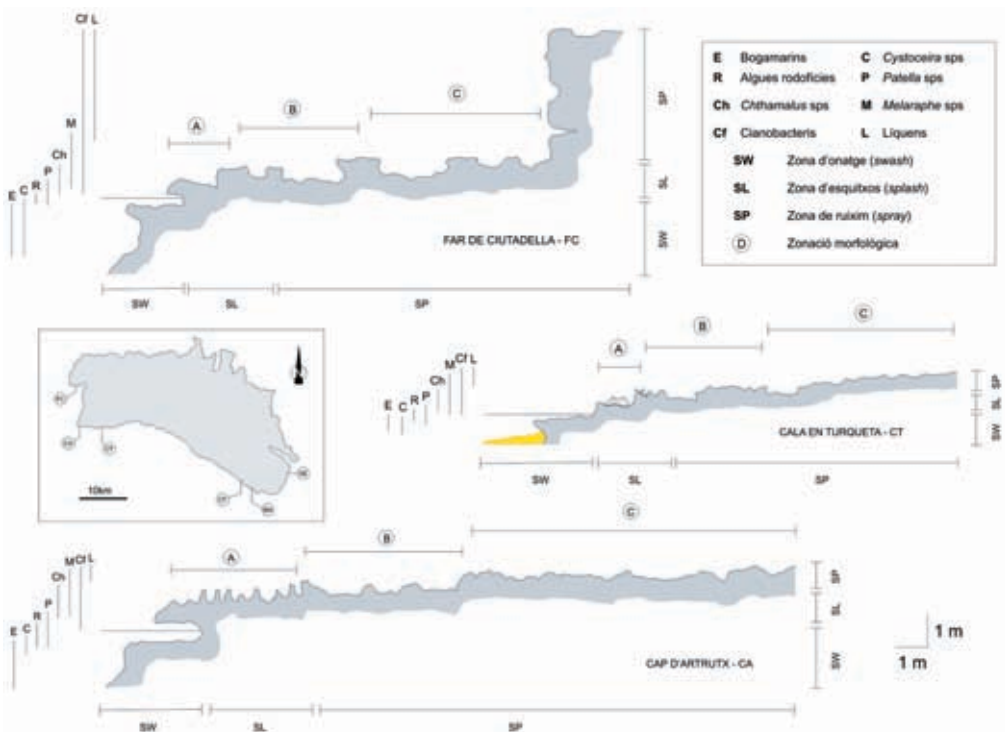 Cf L
M
Ch
P
R
C
E
A
B
C
SP
SL
SW
FAR DE CIUTADELLA - FC
SW SL SP
E Bogamarins C Cystoceira sps
R Algues rodofícies P Patella sps
Ch Chthamalus sps M Melaraphe sps
Cf Cianobacteris L Líquens
SW Zona d'onatge (swash)
SL Zona d'esquitxos (splash)
SP Zona de ruixim (spray)
D Zonació morfològica
10km
A
B
C
E C R P Ch M Cf L
SP
SL
SW
CALA EN TURQUETA - CT
SW SL SP
A
B
C
E C R P Ch M Cf L
SP
SL
SW
CAP D'ARTRUTX - CA
SW SL SP
1 m
1 m